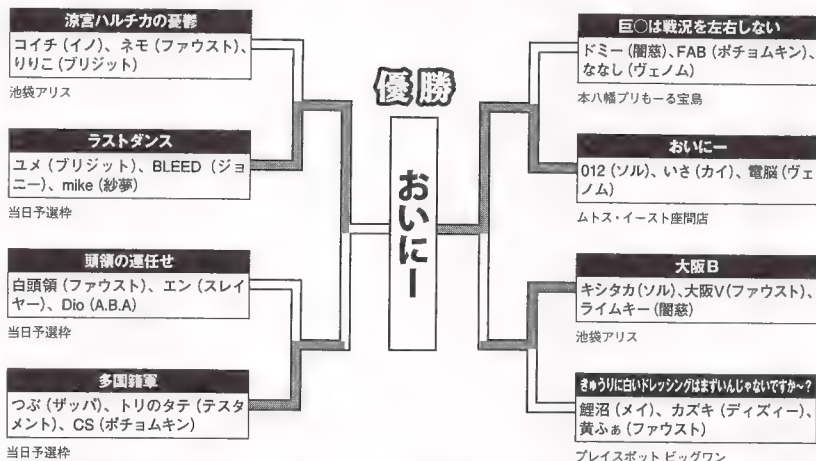 涼宮ハルチカの憂鬱
コイチ（イノ）、ネモ（ファウスト）、
りりこ（ブリジット）
池袋アリス
ラストダンス
ユメ（ブリジット）、BLEED（ジョ
ニー）、mike（紗夢）
当日予選枠
頭領の運任せ
白頭領（ファウスト）、エン（スレイ
ヤー）、Dio（A.B.A）
当日予選枠
多国籍軍
つぶ（ザッパ）、トリのタテ（テスタ
メント）、CS（ポチョムキン）
当日予選枠
優勝
おいにー
巨〇は戦況を左右しない
ドミー（闇慈）、FAB（ポチョムキン）、
ななし（ヴェノム）
本八幡プリもーる宝島
おいにー
012（ソル）、いさ（カイ）、電脳（ヴェ
ノム）
ムトス・イースト座間店
大阪B
キシタカ（ソル）、大阪V（ファウスト）、
ライムキー（闇慈）
池袋アリス
きゅうりに白いドレッシングはまずいんじゃないですか～？
鯉沼（メイ）、カズキ（ディズィー）、
黄ふぁ（ファウスト）
プレイスポット ビッグワン